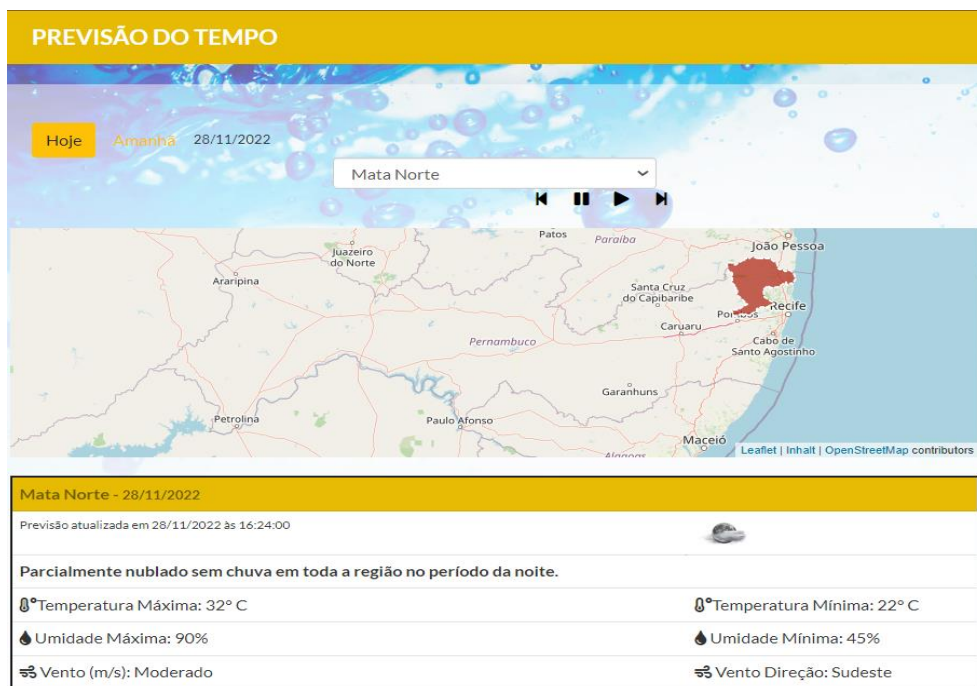 PREVISÃO DO TEMPO
Hoje Amanhã 28/11/2022
Mata Norte
Patos
Paraíba
João Pessoa
Juazeiro
do Norte
Araripina
Santa Cruz
do Capibaribe
Recife
Caruaru
Pernambuco
Cabo de
Santo Agostinho
Garanhuns
Petrolina
Paulo Afonso
Maceió
Alagoas
Leaflet | Inhalt | OpenStreetMap contributors
Mata Norte - 28/11/2022
Previsão atualizada em 28/11/2022 às 16:24:00
Parcialmente nublado sem chuva em toda a região no período da noite.
Temperatura Máxima: 32° C Temperatura Mínima: 22° C
Umidade Máxima: 90% Umidade Mínima: 45%
Vento (m/s): Moderado Vento Direção: Sudeste